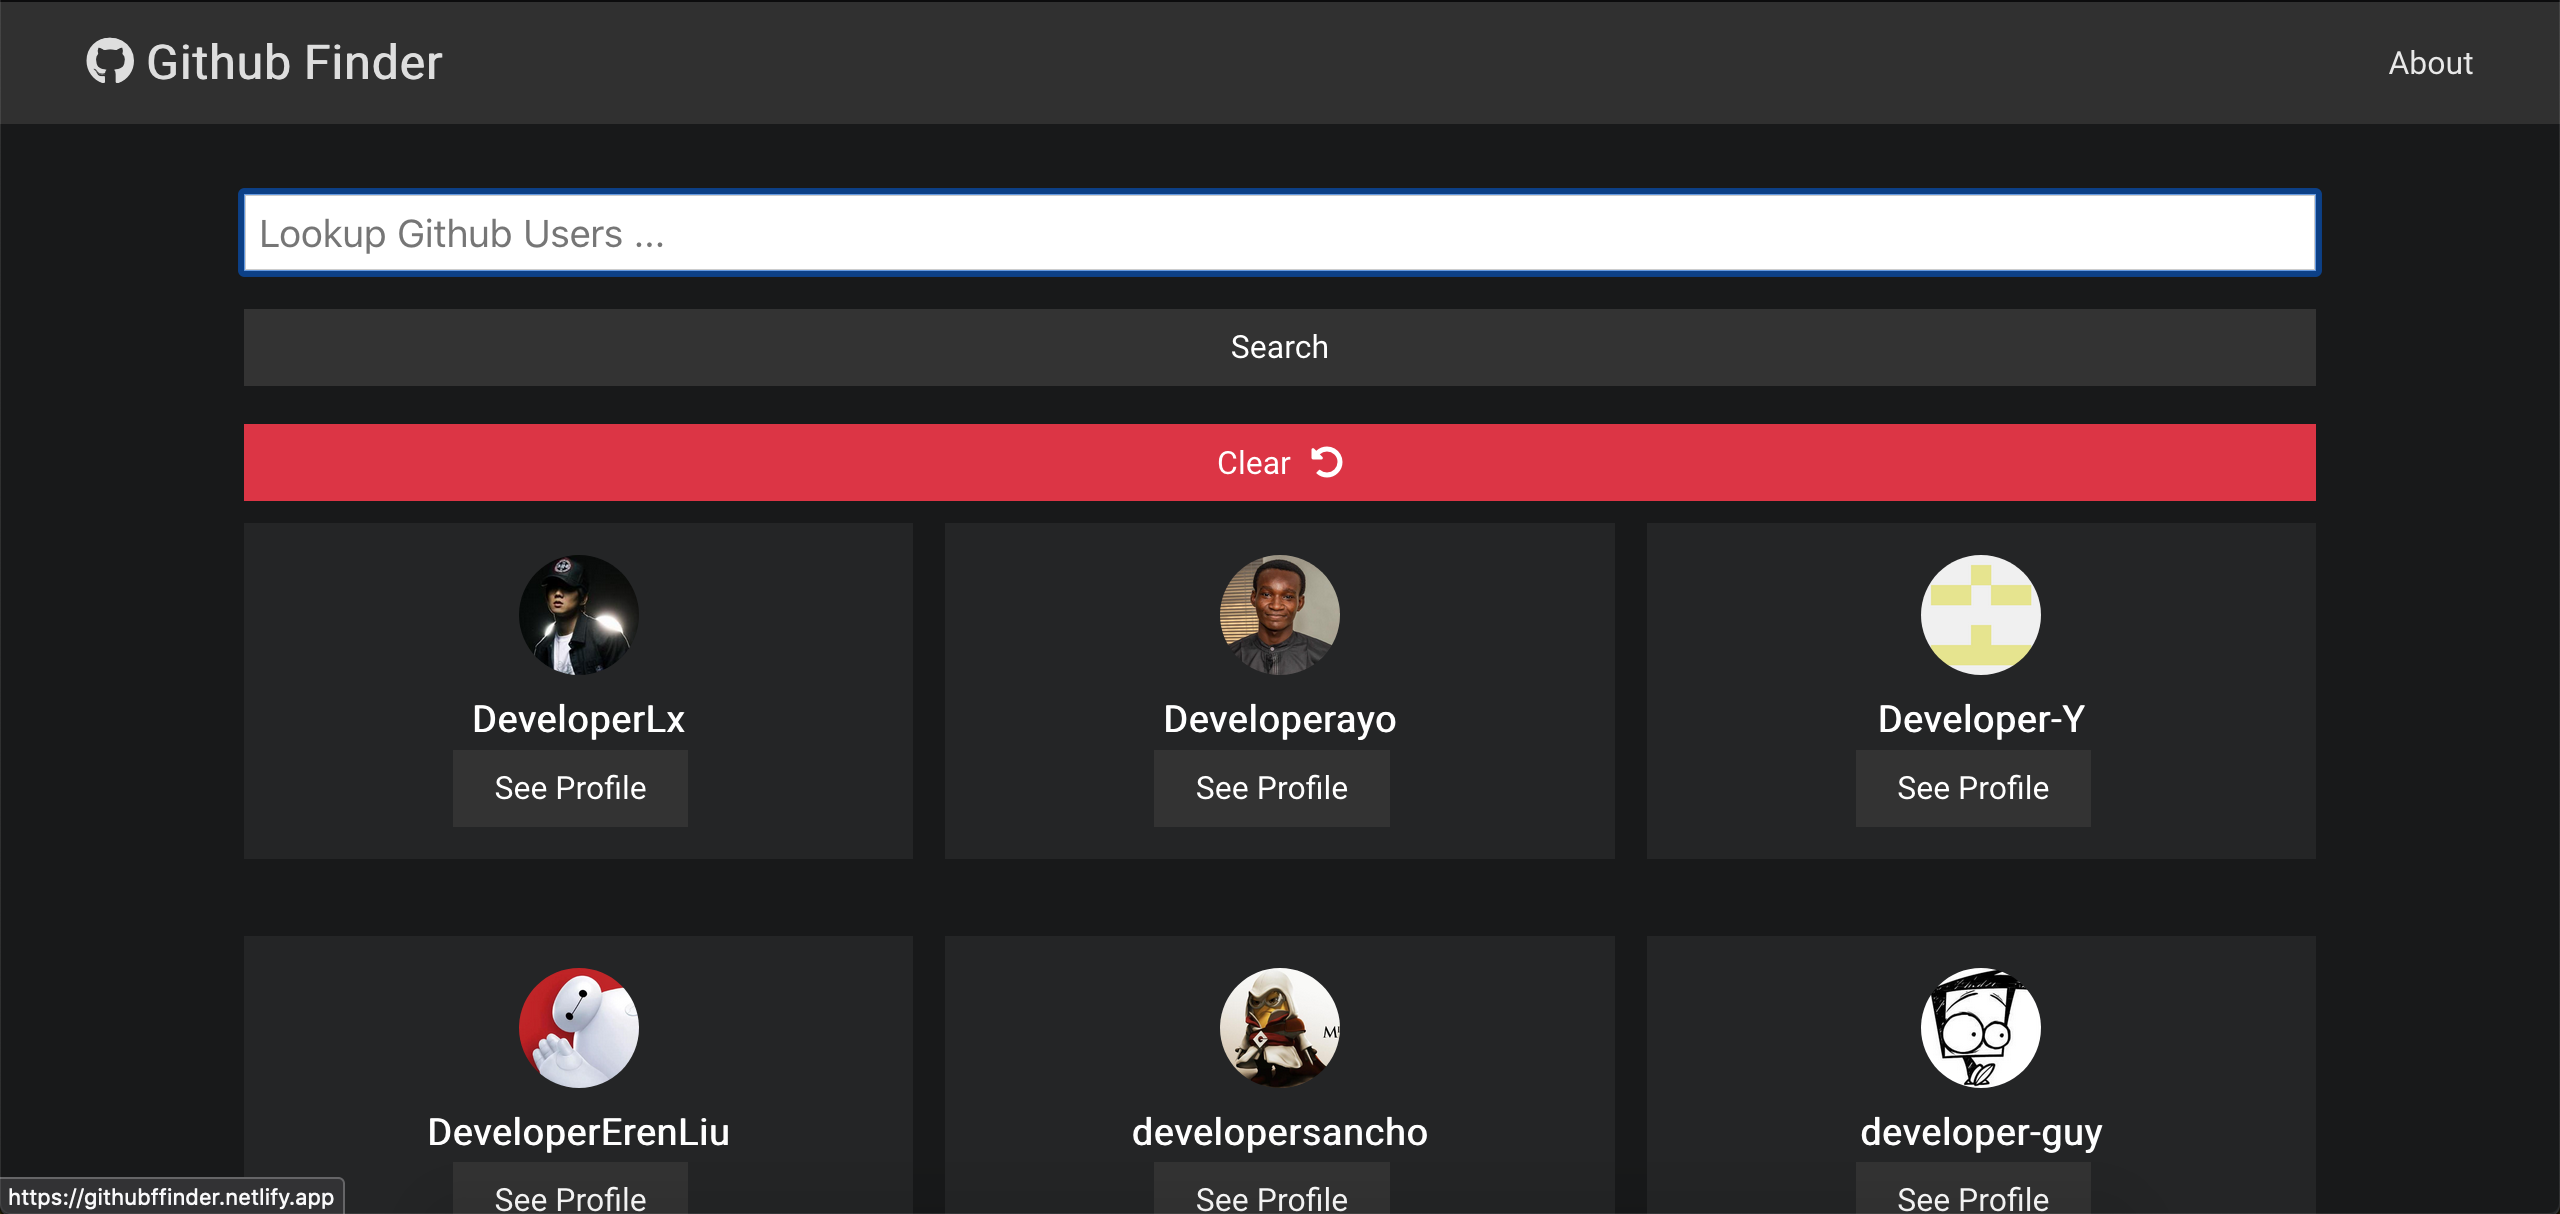 Github Finder
About
Lookup Github Users ...
Search
Clear
DeveloperLx
Developerayo
Developer-Y
See Profile
See Profile
See Profile
DeveloperErenLiu
developersancho
developer-guy
See Profile
See Profile
See Profile
https://githubffinder.netlify.app